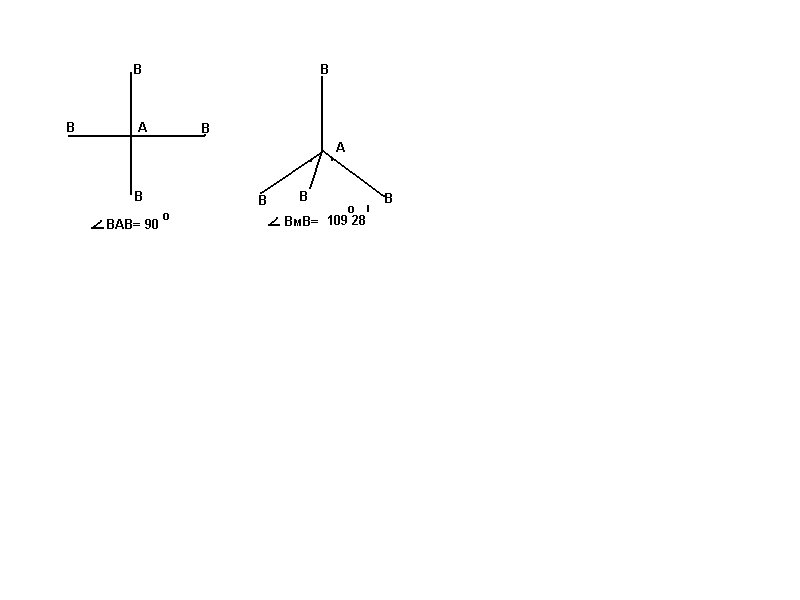 B
B A B
B
∠BAB= 90°
B
A
B B B
∠ BмB= 109°28'